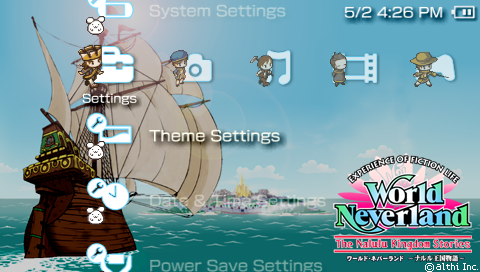 System Settings
5/2 4:26 PM
Settings
Theme Settings
Date & Time Settings
Power Save Settings
EXPERIENCE OF FICTION LIFE
World
Neverland
The Nalulu Kingdom Stories
ワールド・ネバーランド ～ナルル王国物語～
©althi Inc.